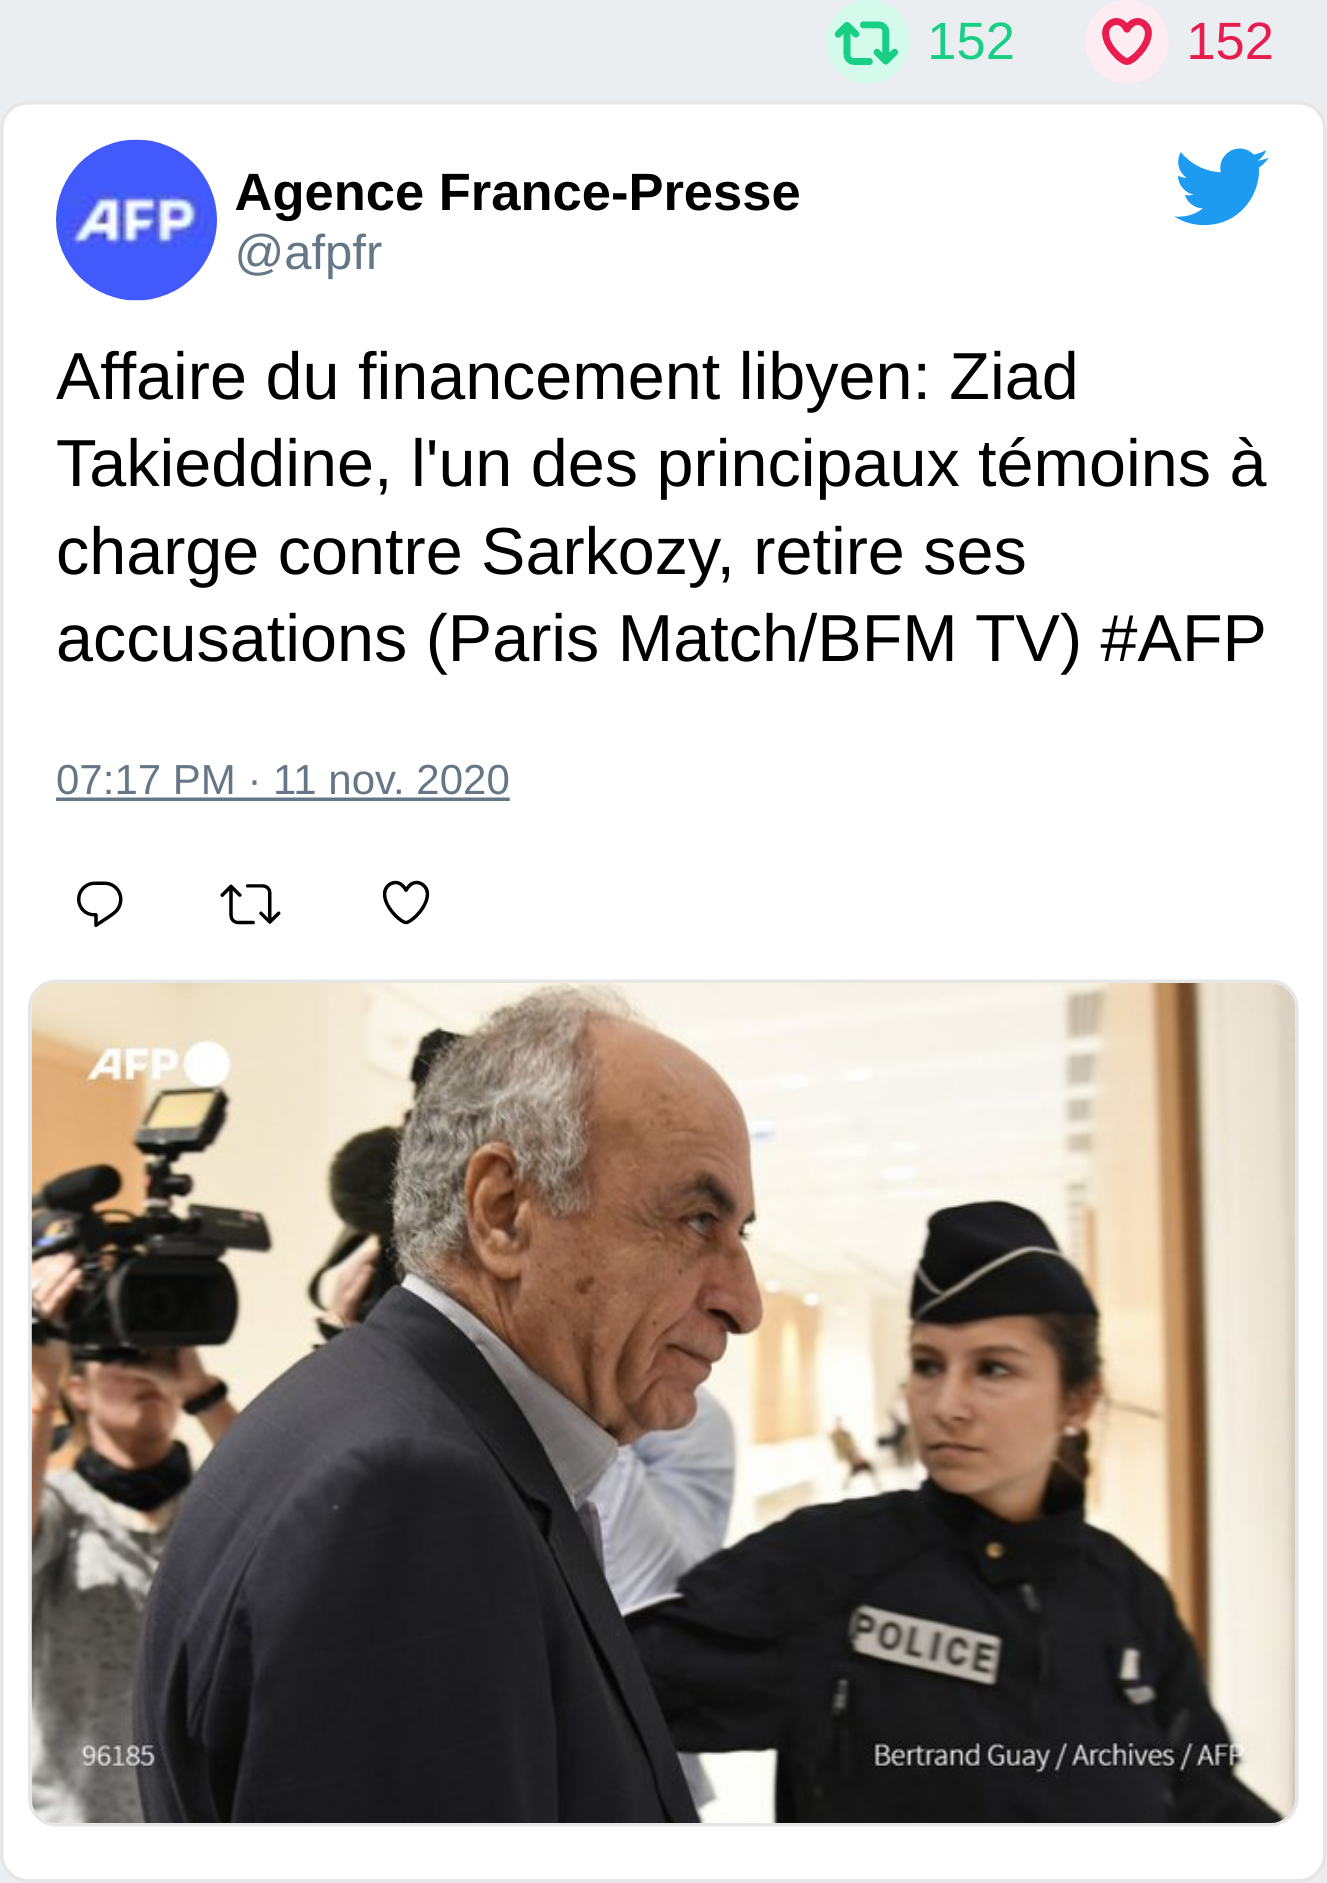 152 152
AFP
Agence France-Presse
@afpfr
Affaire du financement libyen: Ziad
Takieddine, l'un des principaux témoins à
charge contre Sarkozy, retire ses
accusations (Paris Match/BFM TV) #AFP
07:17 PM · 11 nov. 2020
AFP
POLICE
96185
Bertrand Guay / Archives / AFP